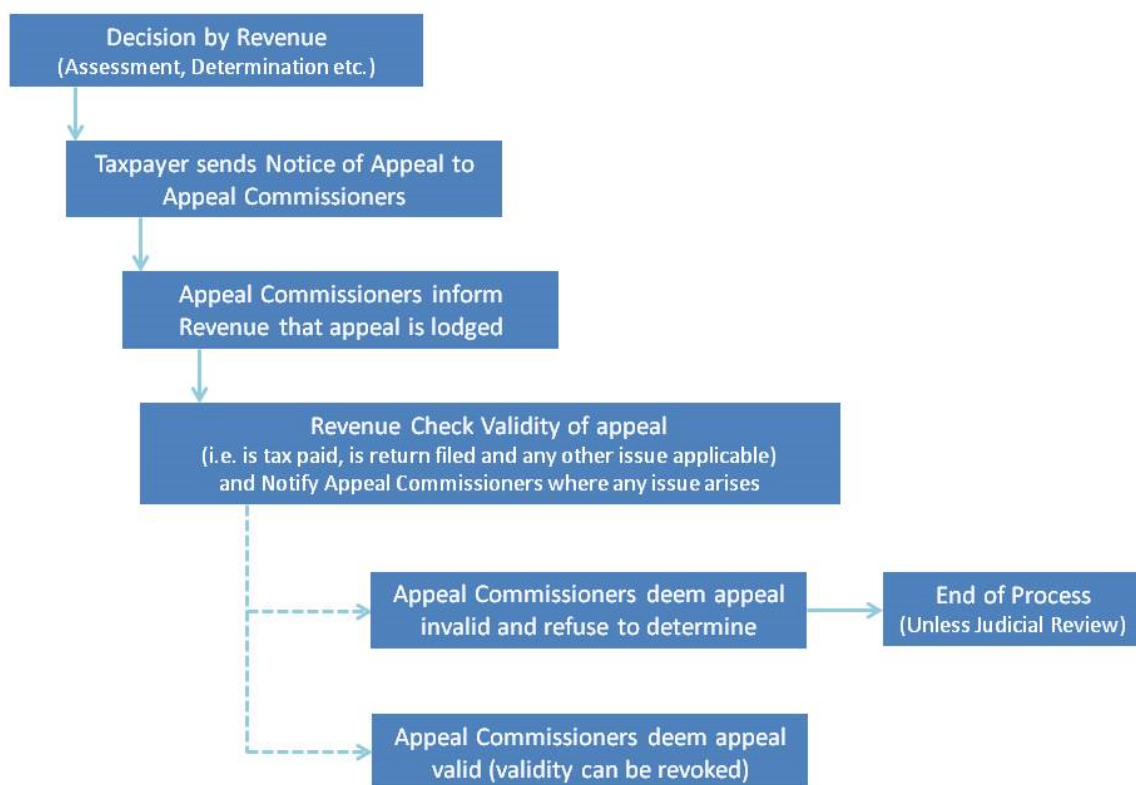 Decision by Revenue
(Assessment, Determination etc.)
Taxpayer sends Notice of Appeal to
Appeal Commissioners
Appeal Commissioners inform
Revenue that appeal is lodged
Revenue Check Validity of appeal
(i.e. is tax paid, is return filed and any other issue applicable)
and Notify Appeal Commissioners where any issue arises
Appeal Commissioners deem appeal
invalid and refuse to determine
End of Process
(Unless Judicial Review)
Appeal Commissioners deem appeal
valid (validity can be revoked)